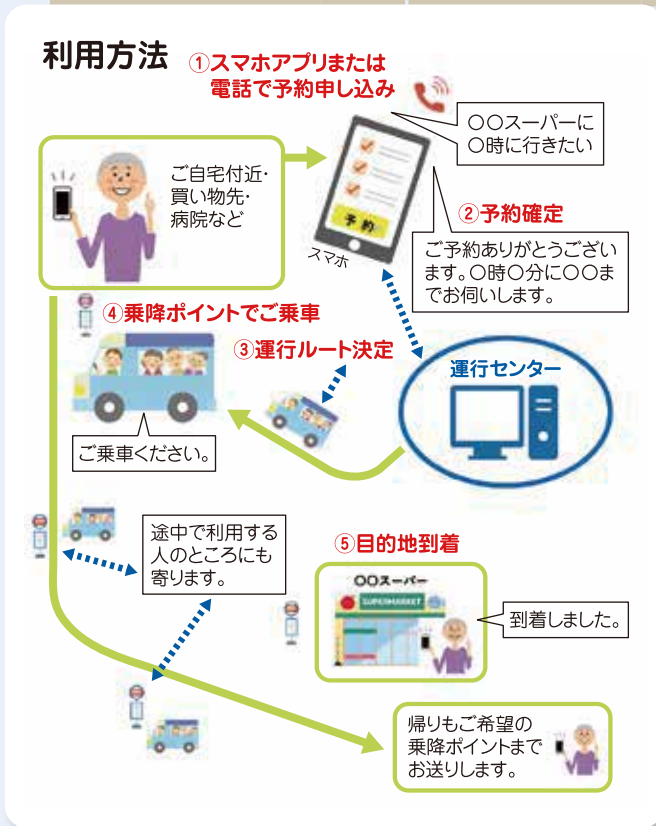 利用方法
①スマホアプリまたは
電話で予約申し込み
〇〇スーパーに
〇時に行きたい
ご自宅付近・
買い物先・
病院など
予約
スマホ
②予約確定
ご予約ありがとうござい
ます。〇時〇分に〇〇ま
でお伺いします。
④乗降ポイントでご乗車
③運行ルート決定
運行センター
ご乗車ください。
途中で利用する
人のところにも
寄ります。
⑤目的地到着
〇〇スーパー
SUPERMARKET
到着しました。
帰りもご希望の
乗降ポイントまで
お送りします。